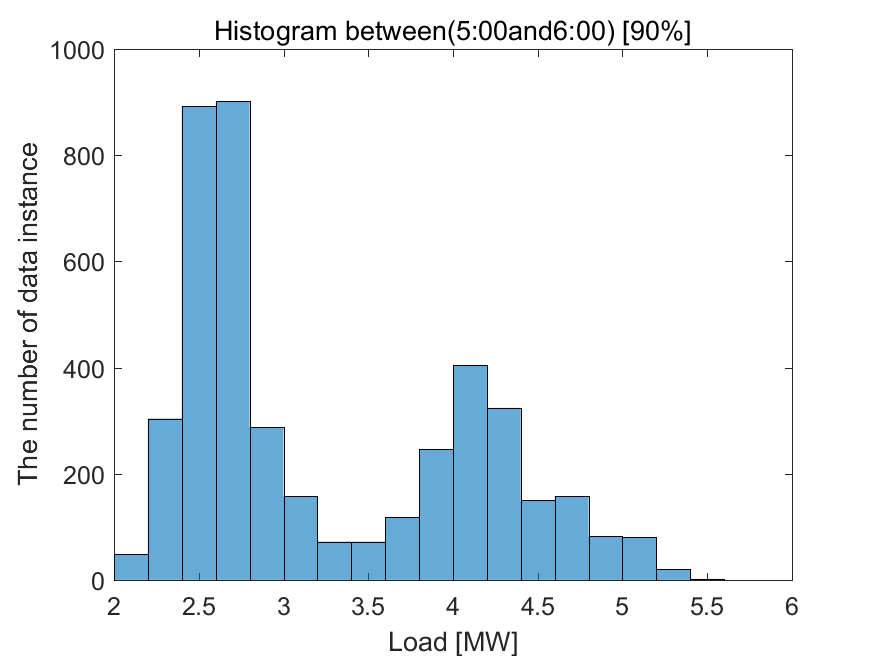 Histogram between(5:00and6:00) [90%]
1000
800
600
400
200
0
The number of data instance
2 2.5 3 3.5 4 4.5 5 5.5 6
Load [MW]